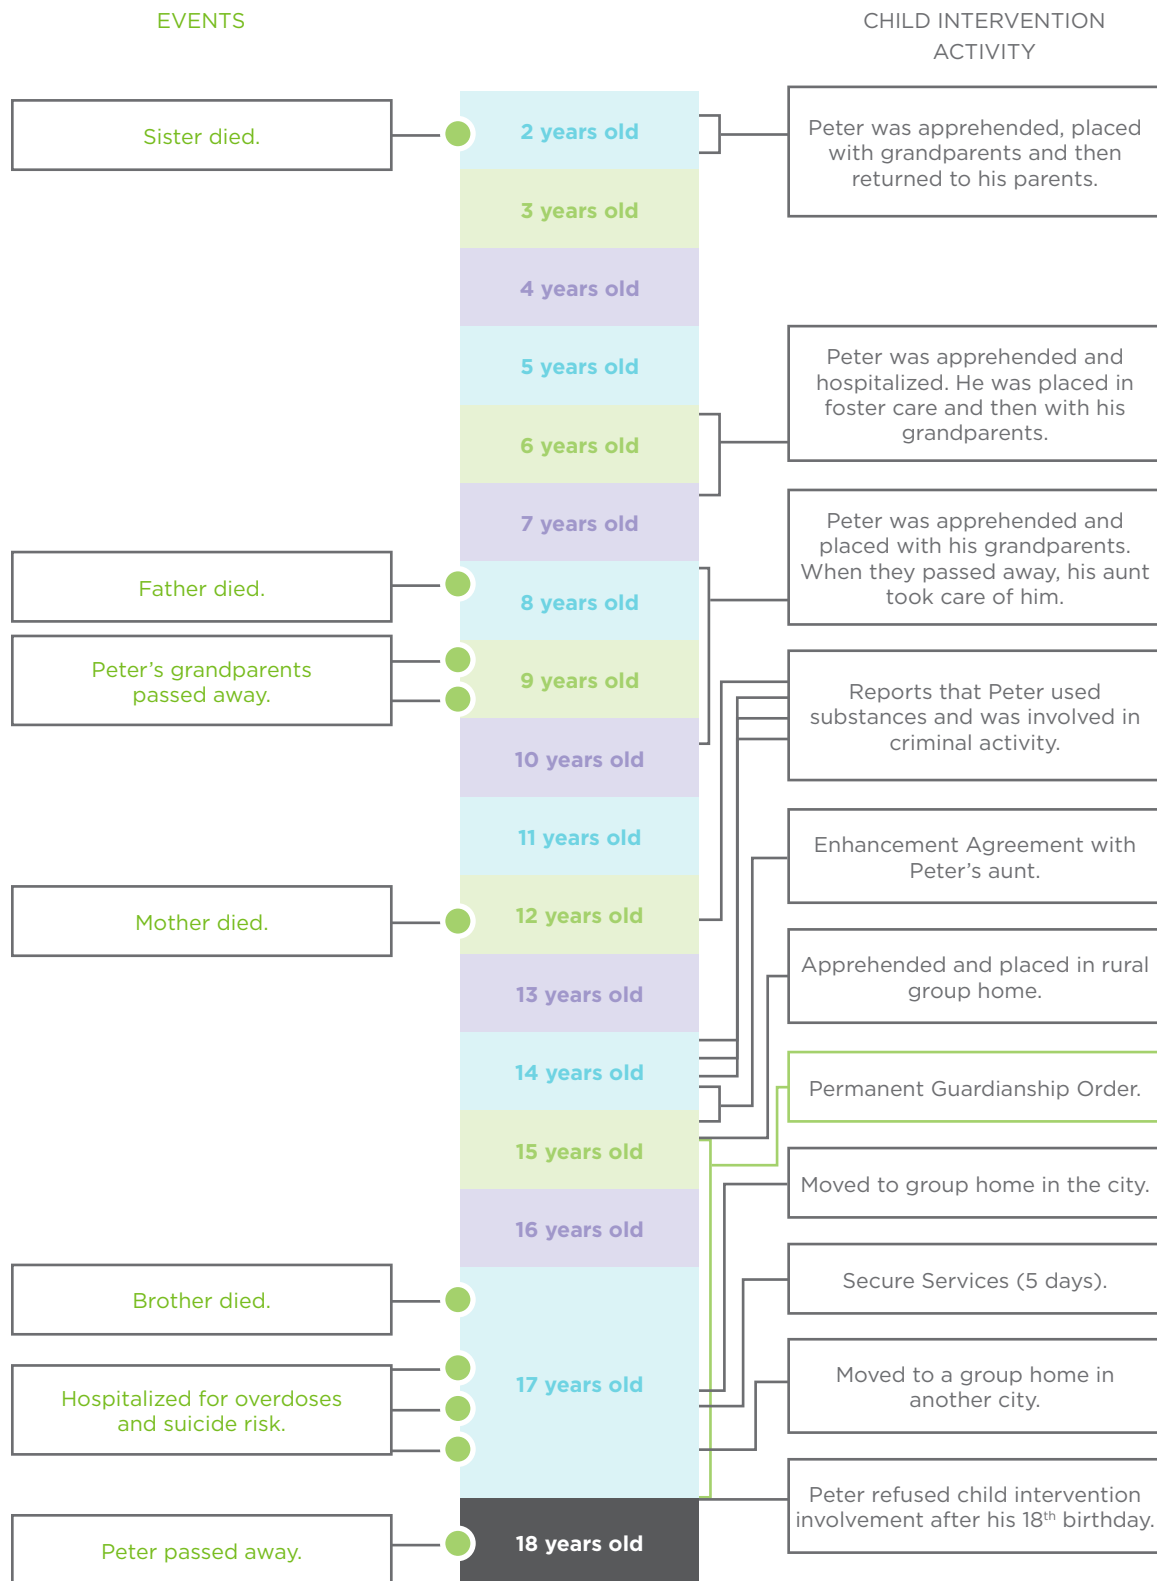 EVENTS
Sister died.
Father died.
Peter’s grandparents
passed away.
Mother died.
Brother died.
Hospitalized for overdoses
and suicide risk.
Peter passed away.
2 years old
3 years old
4 years old
5 years old
6 years old
7 years old
8 years old
9 years old
10 years old
11 years old
12 years old
13 years old
14 years old
15 years old
16 years old
17 years old
18 years old
CHILD INTERVENTION
ACTIVITY
Peter was apprehended, placed
with grandparents and then
returned to his parents.
Peter was apprehended and
hospitalized. He was placed in
foster care and then with his
grandparents.
Peter was apprehended and
placed with his grandparents.
When they passed away, his aunt
took care of him.
Reports that Peter used
substances and was involved in
criminal activity.
Enhancement Agreement with
Peter’s aunt.
Apprehended and placed in rural
group home.
Permanent Guardianship Order.
Moved to group home in the city.
Secure Services (5 days).
Moved to a group home in
another city.
Peter refused child intervention
involvement after his 18th birthday.